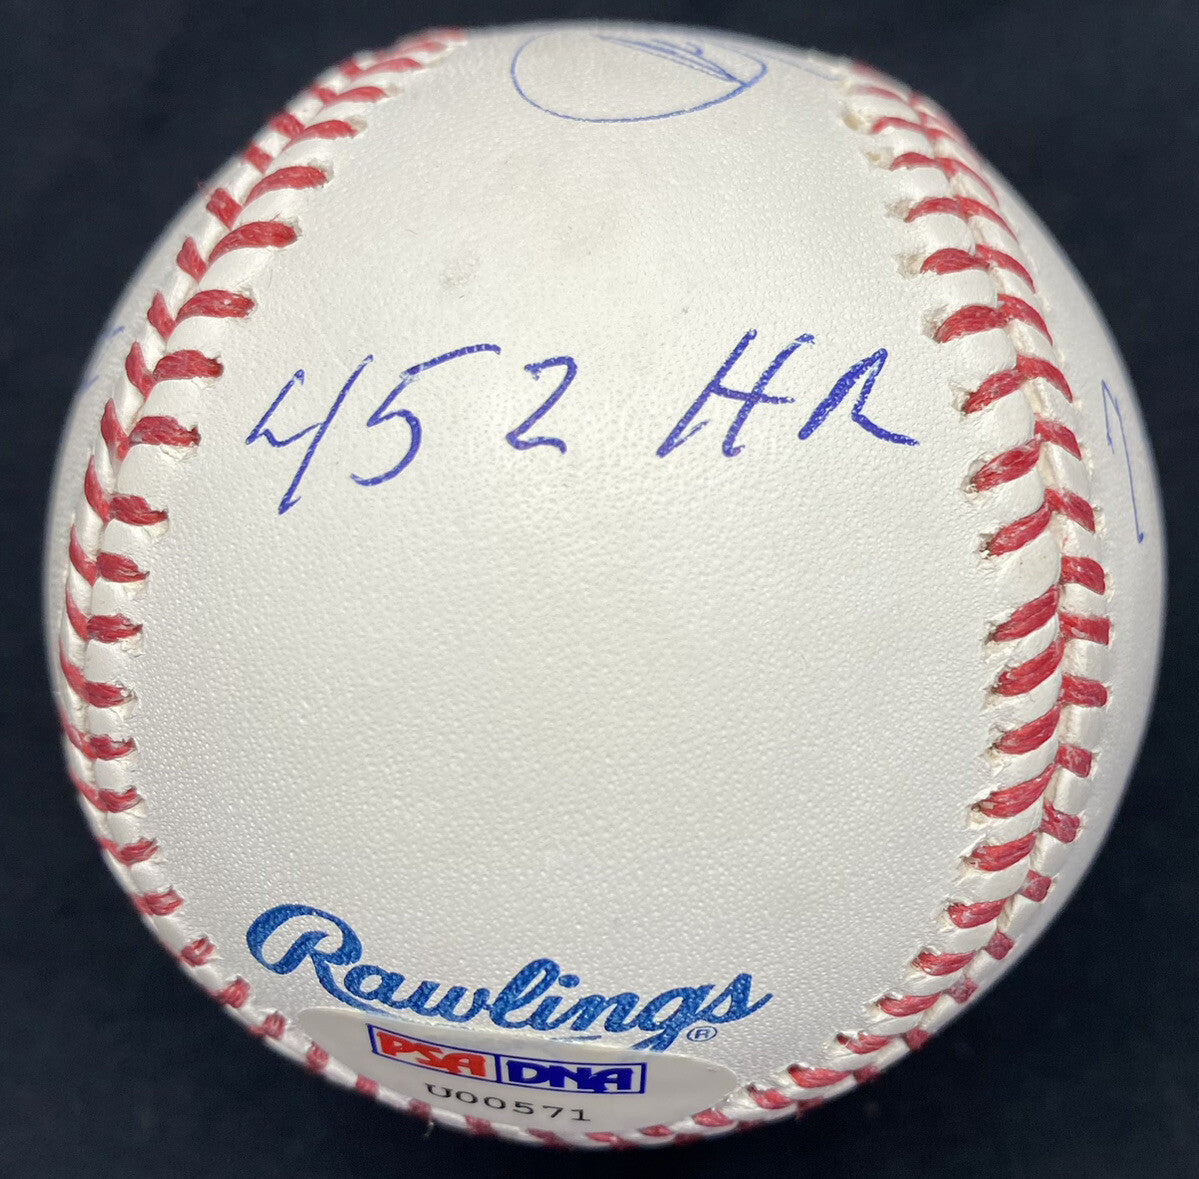 452 HR
Rawlings®
PSA DNA
U00571